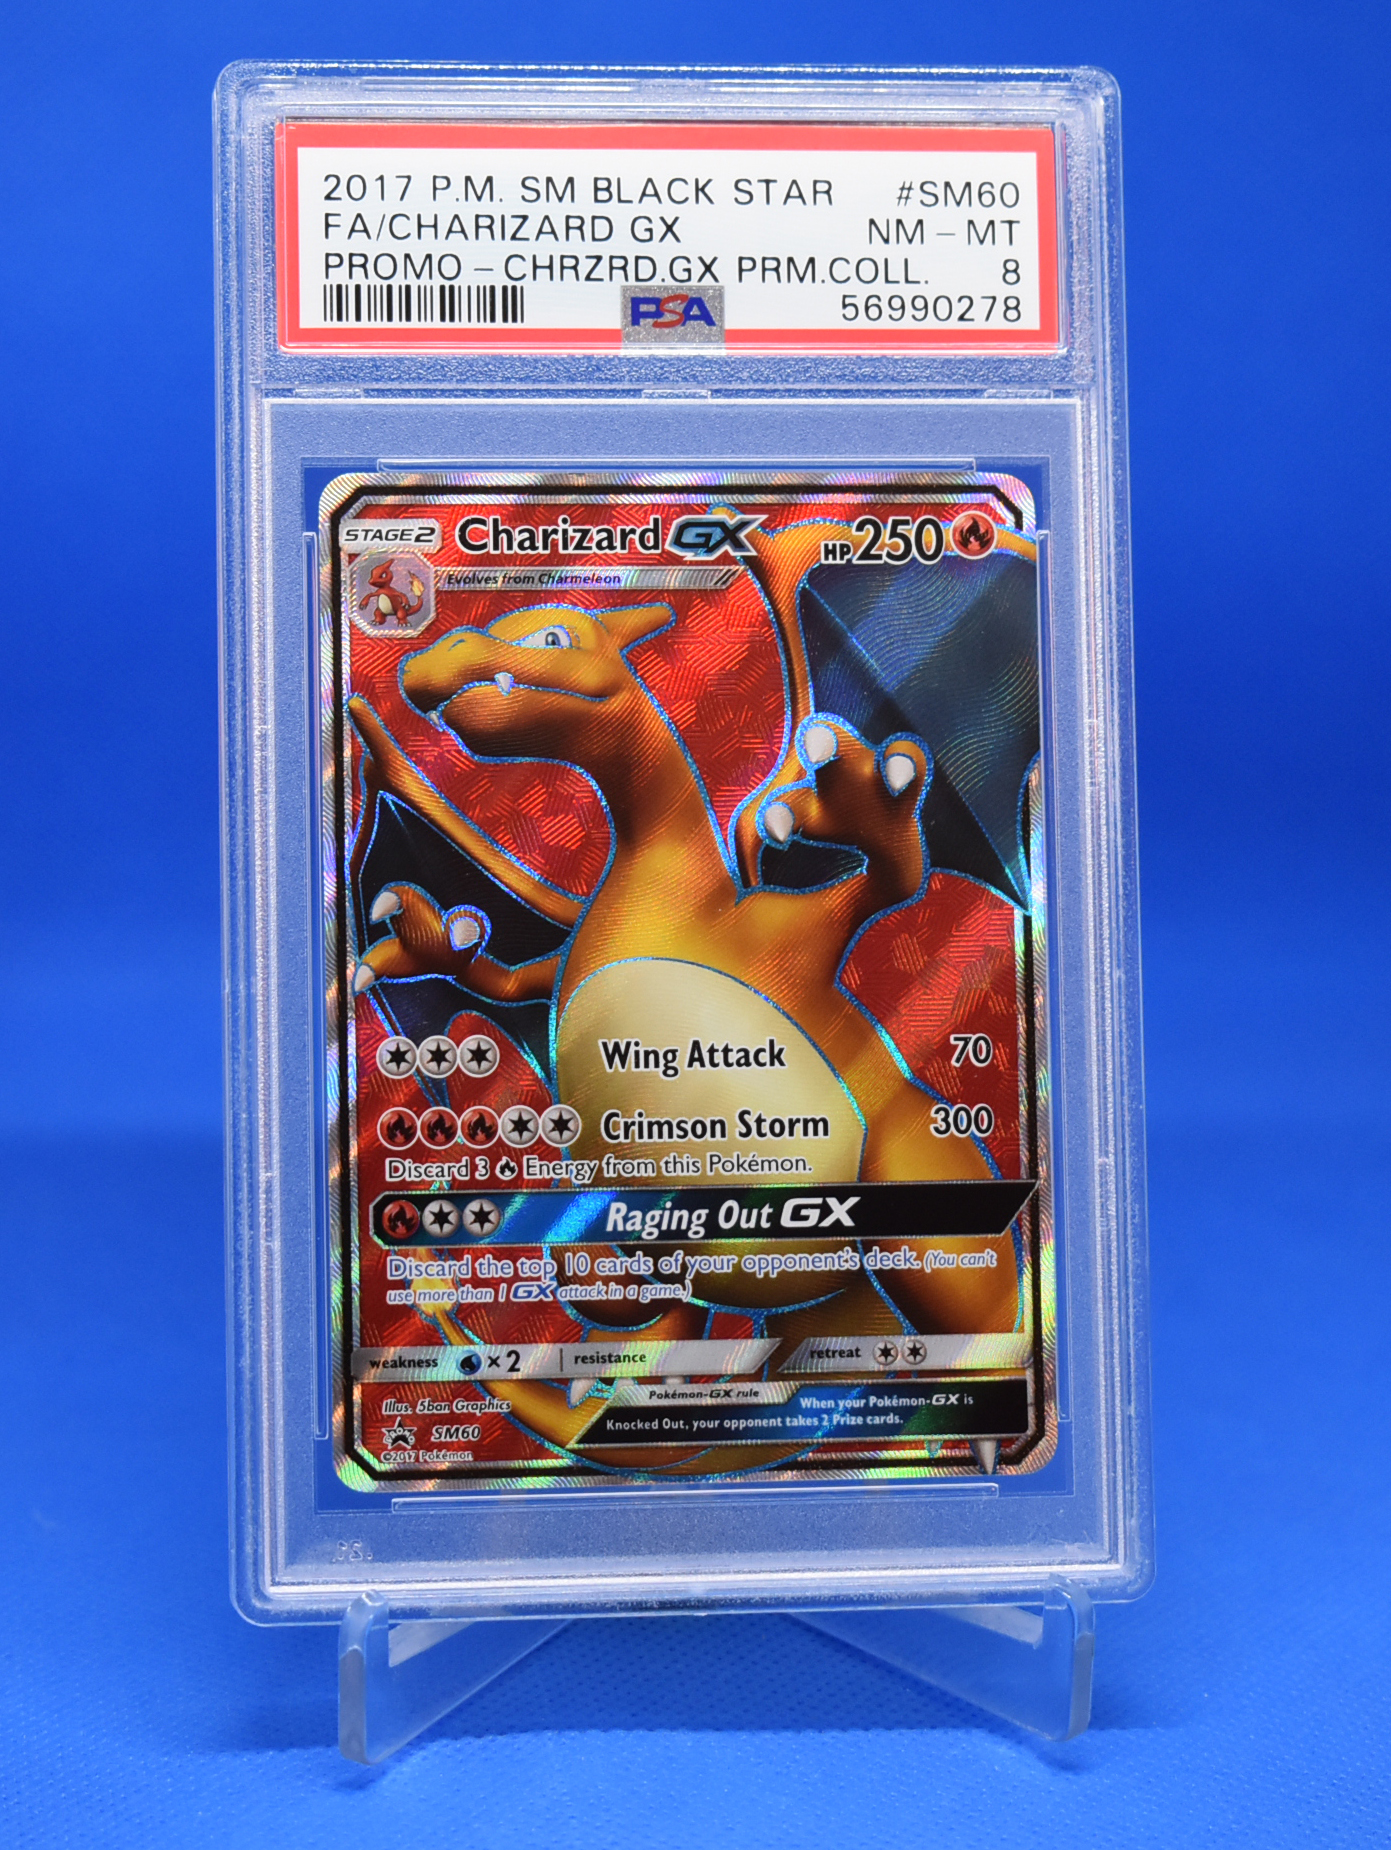 2017 P.M. SM BLACK STAR #SM60
FA/CHARIZARD GX NM - MT
PROMO - CHRZRD.GX PRM.COLL. 8
PSA 56990278
STAGE 2 Charizard GX HP 250
Evolves from Charmeleon
Wing Attack 70
Crimson Storm 300
Discard 3 Energy from this Pokémon.
Raging Out GX
Discard the top 10 cards of your opponent's deck. (You can't
use more than 1 GX attack in a game.)
weakness ×2 resistance retreat
Pokémon-GX rule
When your Pokémon-GX is
Knocked Out, your opponent takes 2 Prize cards.
Illus. 5ban Graphics
SM60
©2017 Pokémon